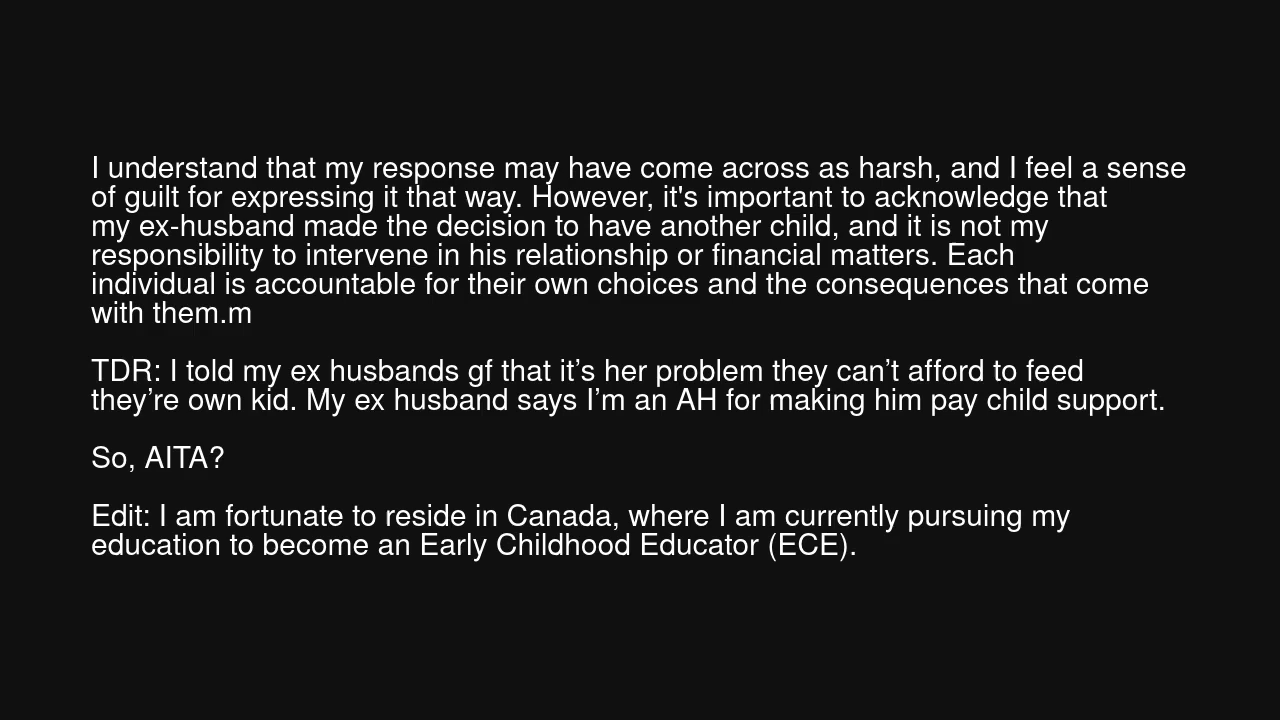 I understand that my response may have come across as harsh, and I feel a sense
of guilt for expressing it that way. However, it's important to acknowledge that
my ex-husband made the decision to have another child, and it is not my
responsibility to intervene in his relationship or financial matters. Each
individual is accountable for their own choices and the consequences that come
with them.m
TDR: I told my ex husbands gf that it’s her problem they can’t afford to feed
they’re own kid. My ex husband says I’m an AH for making him pay child support.
So, AITA?
Edit: I am fortunate to reside in Canada, where I am currently pursuing my
education to become an Early Childhood Educator (ECE).